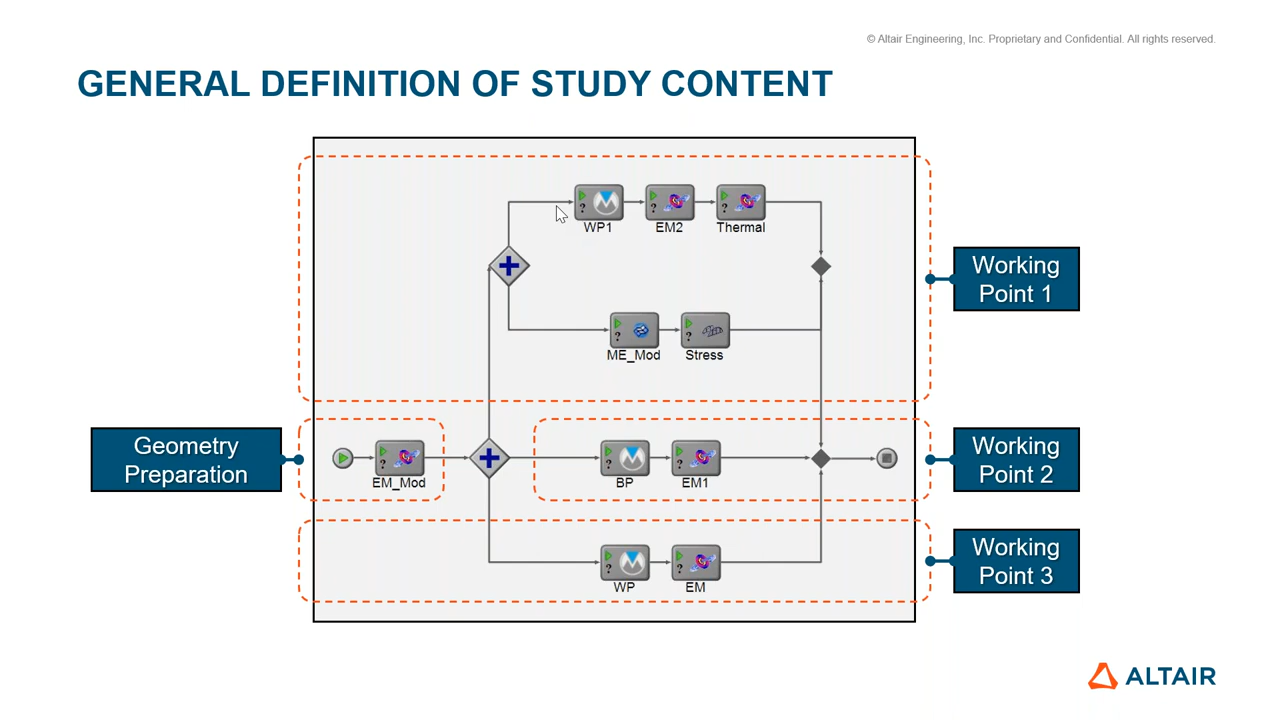 © Altair Engineering, Inc. Proprietary and Confidential. All rights reserved.
GENERAL DEFINITION OF STUDY CONTENT
WP1
EM2
Thermal
Working
Point 1
ME_Mod
Stress
Geometry
Preparation
EM_Mod
BP
EM1
Working
Point 2
WP
EM
Working
Point 3
ALTAIR